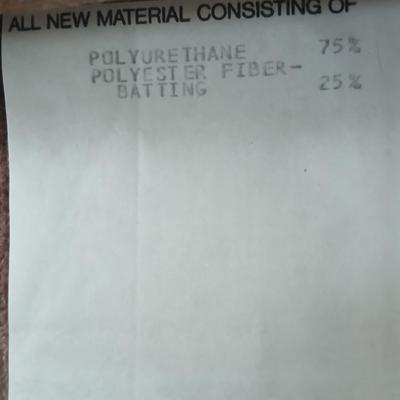 ALL NEW MATERIAL CONSISTING OF
POLYURETHANE 75%
POLYESTER FIBER-
BATTING 25%